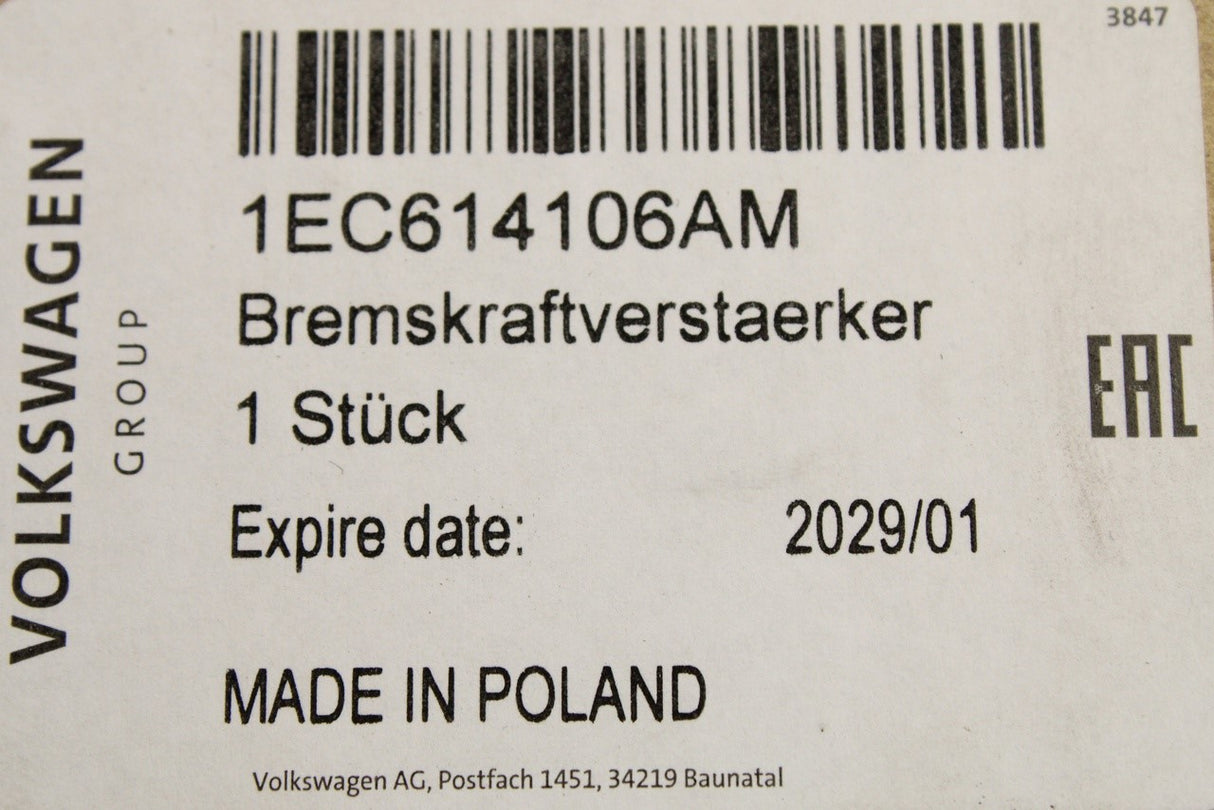 3847
VOLKSWAGEN
GROUP
1EC614106AM
Bremskraftverstaerker
1 Stück
EAC
Expire date: 2029/01
MADE IN POLAND
Volkswagen AG, Postfach 1451, 34219 Baunatal